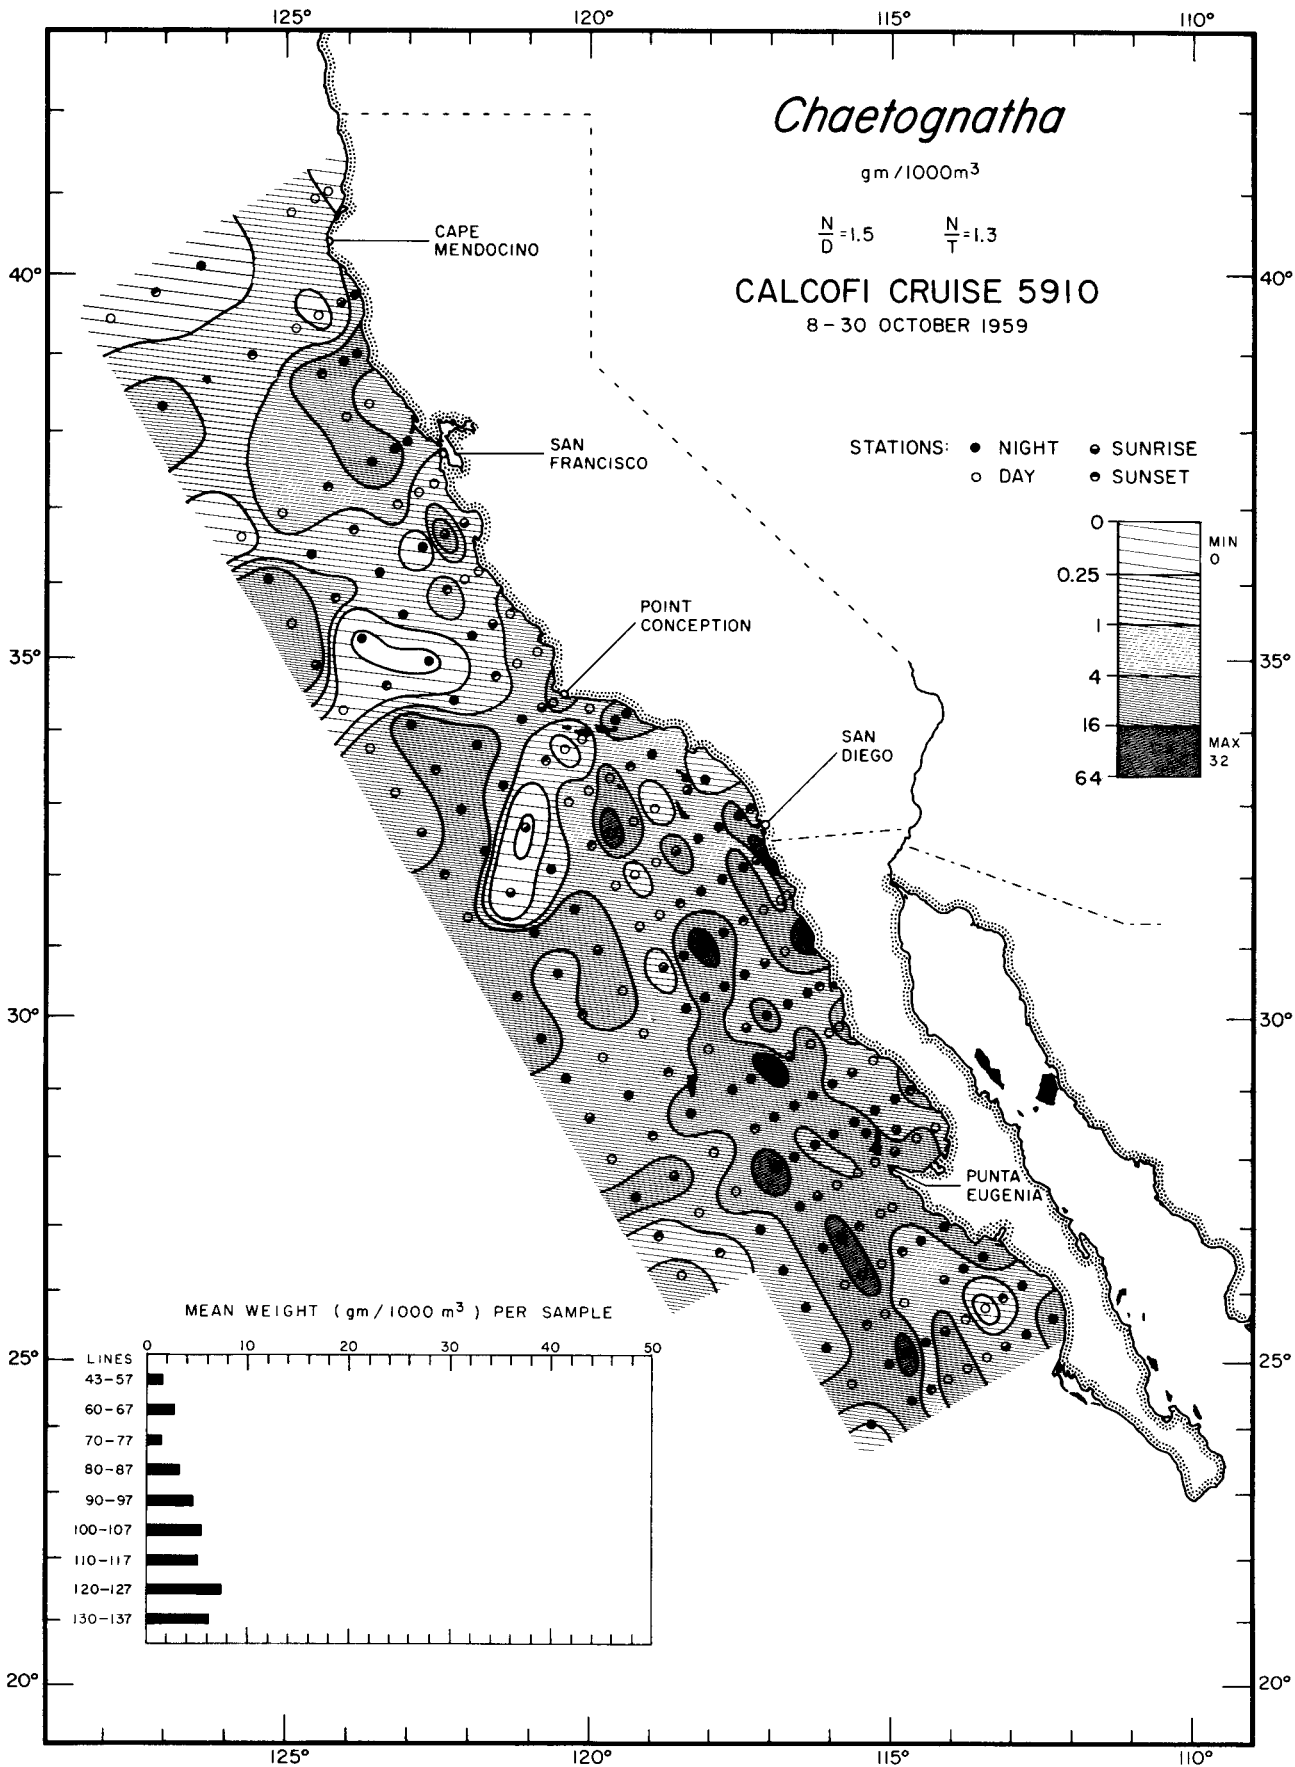 125° 120° 115° 110°
Chaetognatha
gm/1000m³
N/D = 1.5 N/T = 1.3
CALCOFI CRUISE 5910
8-30 OCTOBER 1959
CAPE
MENDOCINO
40° 40°
STATIONS: ● NIGHT SUNRISE
○ DAY SUNSET
SAN
FRANCISCO
0
MIN
0
0.25
1
4
16
MAX
32
64
POINT
CONCEPTION
35° 35°
SAN
DIEGO
30° 30°
PUNTA
EUGENIA
MEAN WEIGHT (gm/1000 m³) PER SAMPLE
0 10 20 30 40 50
25° 25°
LINES
43-57
60-67
70-77
80-87
90-97
100-107
110-117
120-127
130-137
20° 20°
125° 120° 115° 110°